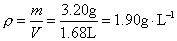 ρ = m/V = 3.20g/1.68L = 1.90g·L⁻¹